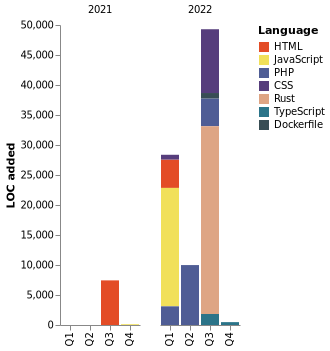 2021 2022
Language
HTML
JavaScript
PHP
CSS
Rust
TypeScript
Dockerfile
LOC added
50,000
45,000
40,000
35,000
30,000
25,000
20,000
15,000
10,000
5,000
0
Q1 Q2 Q3 Q4 Q1 Q2 Q3 Q4